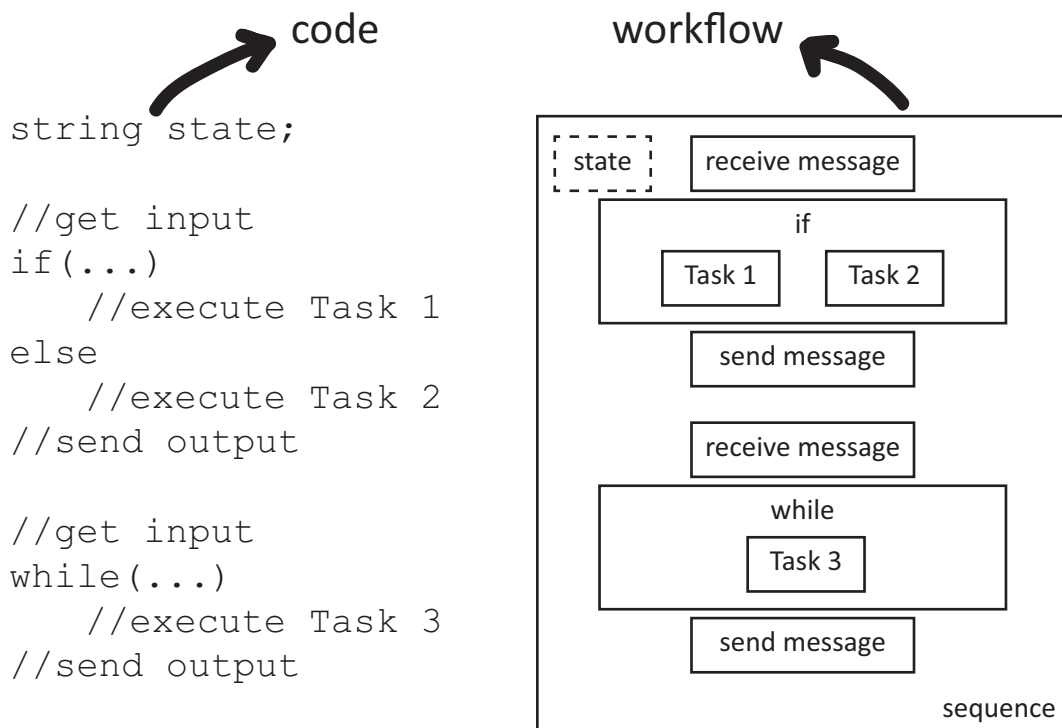 code
string state;
//get input
if(...)
//execute Task 1
else
//execute Task 2
//send output
//get input
while(...)
//execute Task 3
//send output
workflow
state
receive message
if
Task 1
Task 2
send message
receive message
while
Task 3
send message
sequence